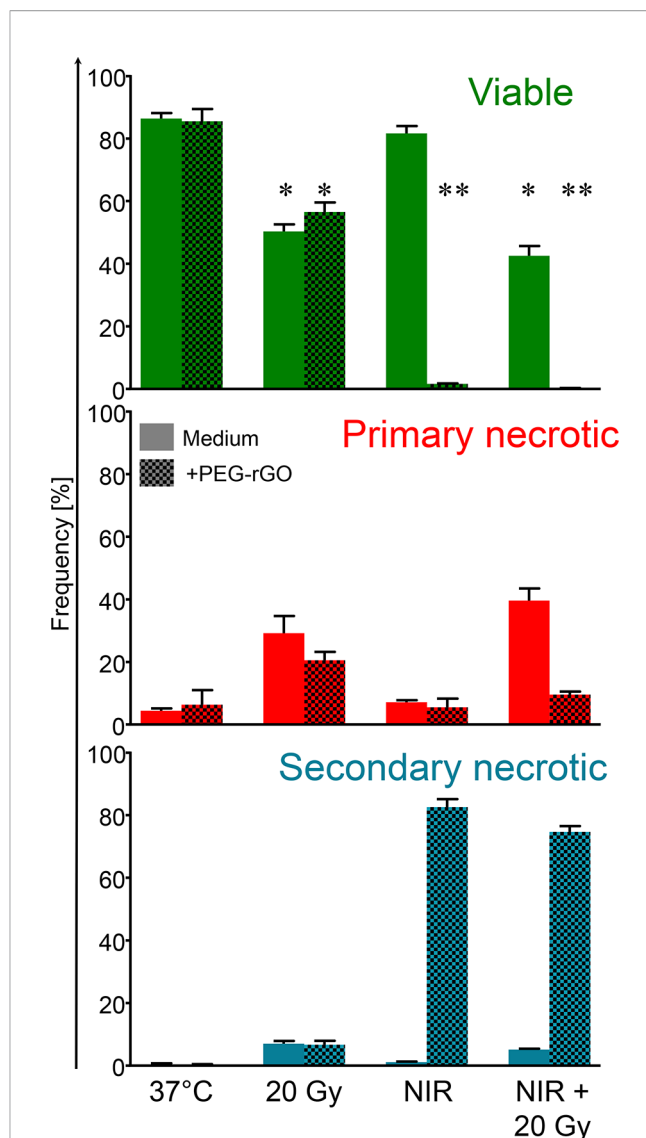 100
80
60
40
20
0
Viable
* * ** * **
Frequency [%]
100
80
60
40
20
0
Primary necrotic
Medium
+PEG-rGO
100
80
60
40
20
0
Secondary necrotic
37°C 20 Gy NIR NIR +
20 Gy